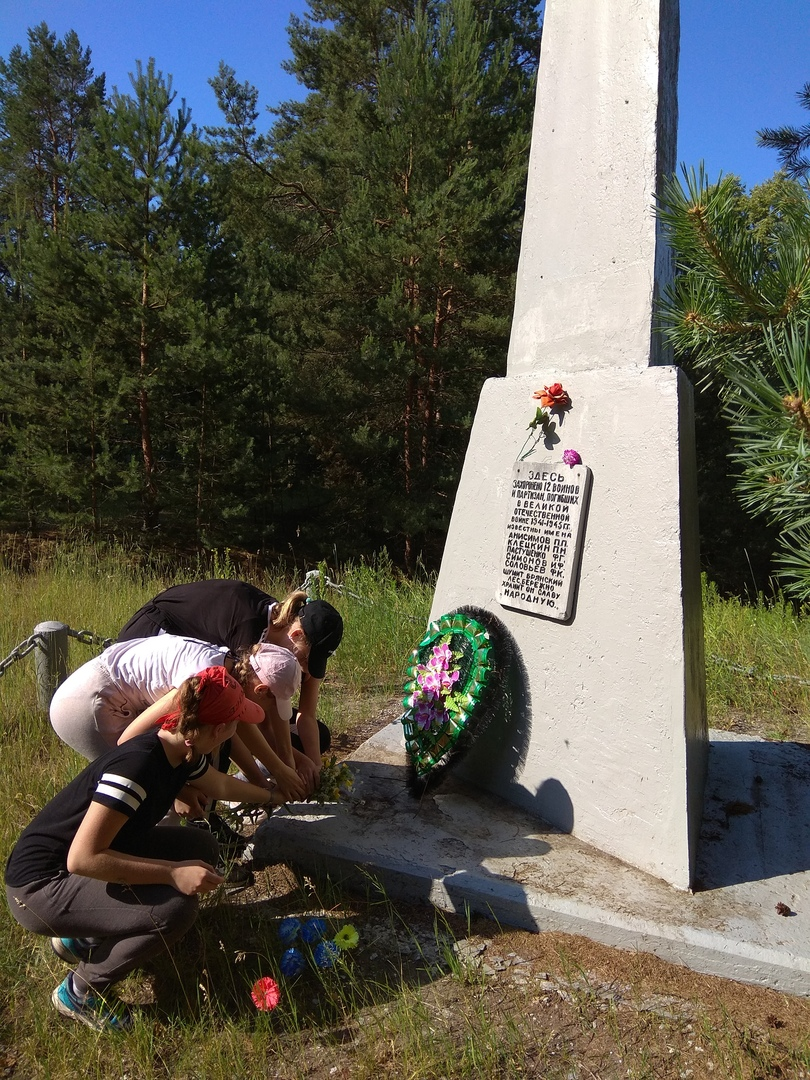 ЗДЕСЬ
ЗАХОРОНЕНО 12 ВОИНОВ
И ПАРТИЗАН, ПОГИБШИХ
В ВЕЛИКОЙ
ОТЕЧЕСТВЕННОЙ
ВОЙНЕ 1941-1945 ГГ.
ИЗВЕСТНЫ ИМЕНА
АНИСИМОВ П.П.
КЛЕЦКИН П.Н.
ПАСТУШЕНКО Ф.Г.
СИМОНОВ И.Ф.
СОЛОВЬЕВ Ф.К.
ШУМИТ БРЯНСКИЙ
ЛЕС БЕРЕЖНО
ХРАНИТ ОН СЛАВУ
НАРОДНУЮ.